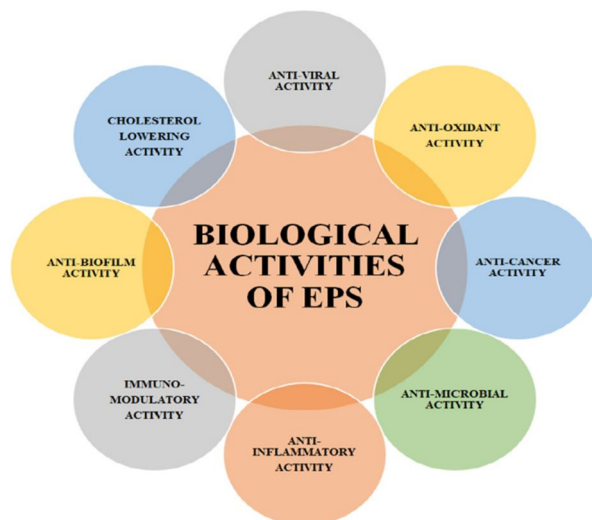 ANTI-VIRAL
ACTIVITY
ANTI-OXIDANT
ACTIVITY
ANTI-CANCER
ACTIVITY
ANTI-MICROBIAL
ACTIVITY
ANTI-
INFLAMMATORY
ACTIVITY
IMMUNO-
MODULATORY
ACTIVITY
ANTI-BIOFILM
ACTIVITY
CHOLESTEROL
LOWERING
ACTIVITY
BIOLOGICAL
ACTIVITIES
OF EPS